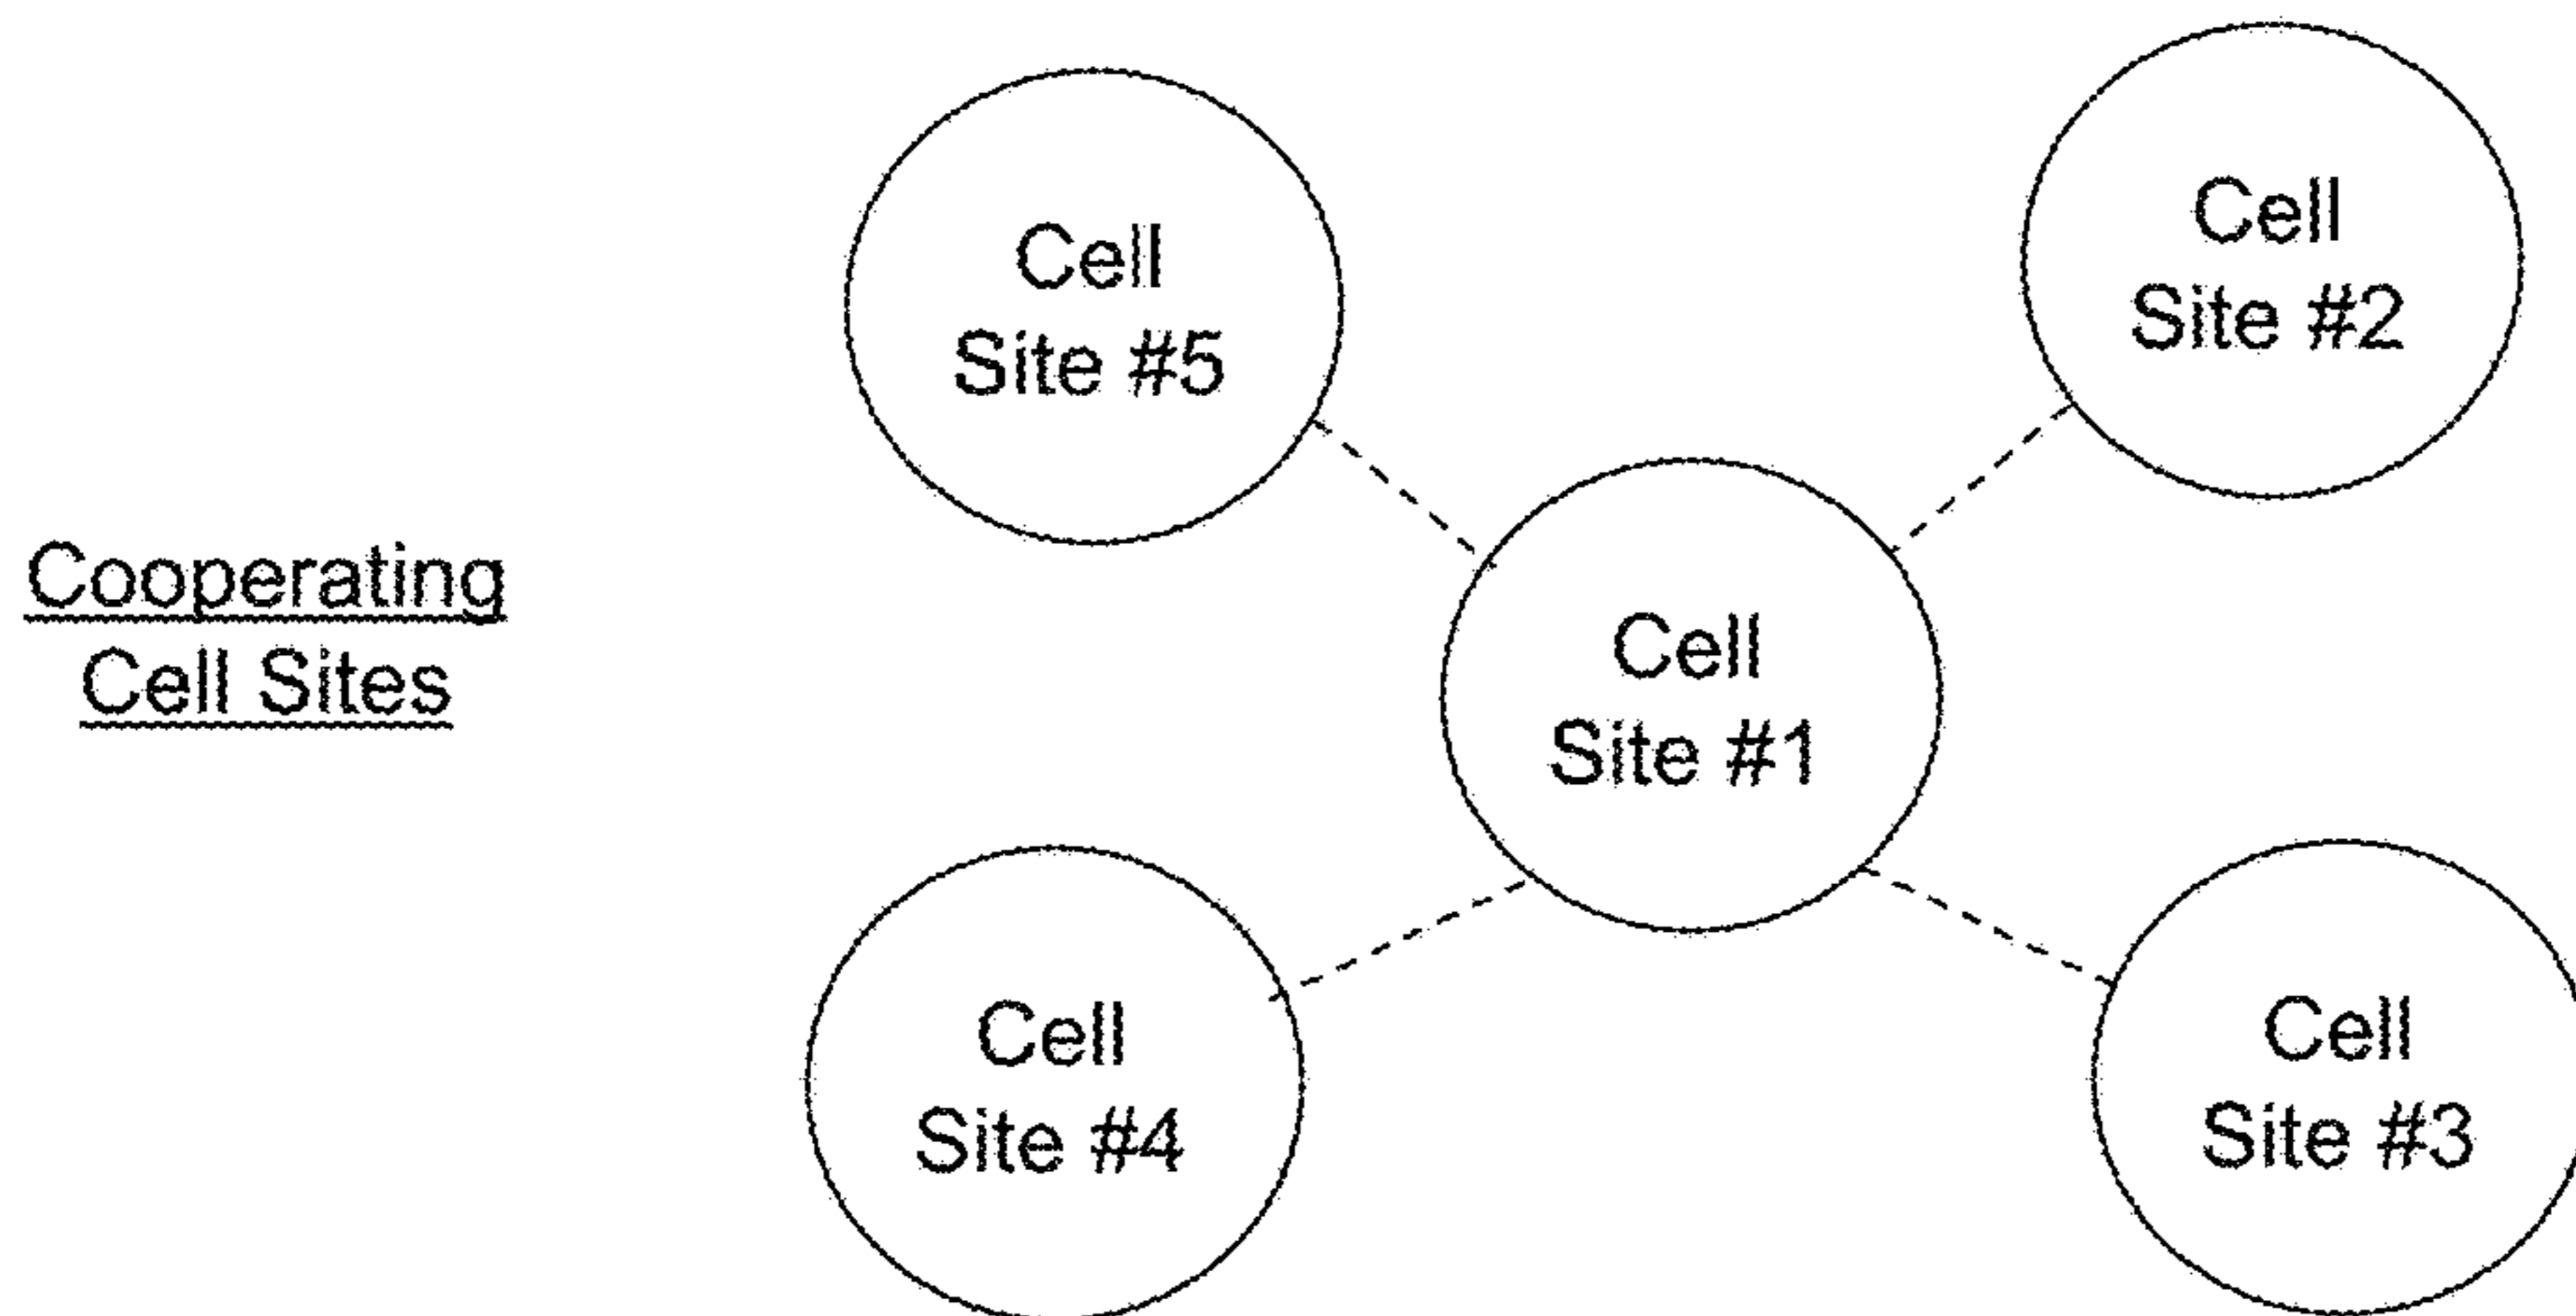 Cooperating
Cell Sites
Cell
Site #5
Cell
Site #2
Cell
Site #1
Cell
Site #4
Cell
Site #3